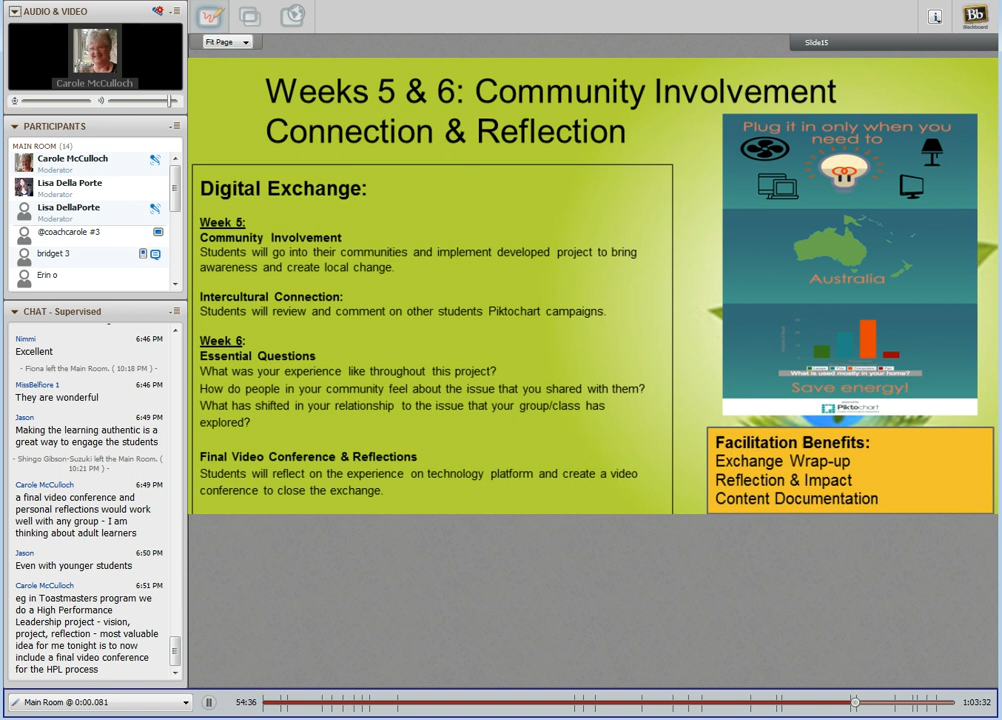 AUDIO & VIDEO
Carole McCulloch
PARTICIPANTS
MAIN ROOM (14)
Carole McCulloch
Moderator
Lisa Della Porte
Moderator
Lisa DellaPorte
Moderator
@coachcarole #3
bridget 3
Erin o
CHAT - Supervised
Nimmi 6:46 PM
Excellent
- Fiona left the Main Room. ( 10:18 PM ) -
MissBelfiore 1 6:46 PM
They are wonderful
Jason 6:49 PM
Making the learning authentic is a
great way to engage the students
- Shingo Gibson-Suzuki left the Main Room. (
10:21 PM ) -
Carole McCulloch 6:49 PM
a final video conference and
personal reflections would work
well with any group - I am
thinking about adult learners
Jason 6:50 PM
Even with younger students
Carole McCulloch 6:51 PM
eg in Toastmasters program we
do a High Performance
Leadership project - vision,
project, reflection - most valuable
idea for me tonight is to now
include a final video conference
for the HPL process
Fit Page
Slide15
Bb
Blackboard
Weeks 5 & 6: Community Involvement
Connection & Reflection
Digital Exchange:
Week 5:
Community Involvement
Students will go into their communities and implement developed project to bring
awareness and create local change.
Intercultural Connection:
Students will review and comment on other students Piktochart campaigns.
Week 6:
Essential Questions
What was your experience like throughout this project?
How do people in your community feel about the issue that you shared with them?
What has shifted in your relationship to the issue that your group/class has
explored?
Final Video Conference & Reflections
Students will reflect on the experience on technology platform and create a video
conference to close the exchange.
Plug it in only when you
need to
Australia
What is used mostly in your home?
Save energy!
Piktochart
Facilitation Benefits:
Exchange Wrap-up
Reflection & Impact
Content Documentation
Main Room @ 0:00.081
54:36
1:03:32